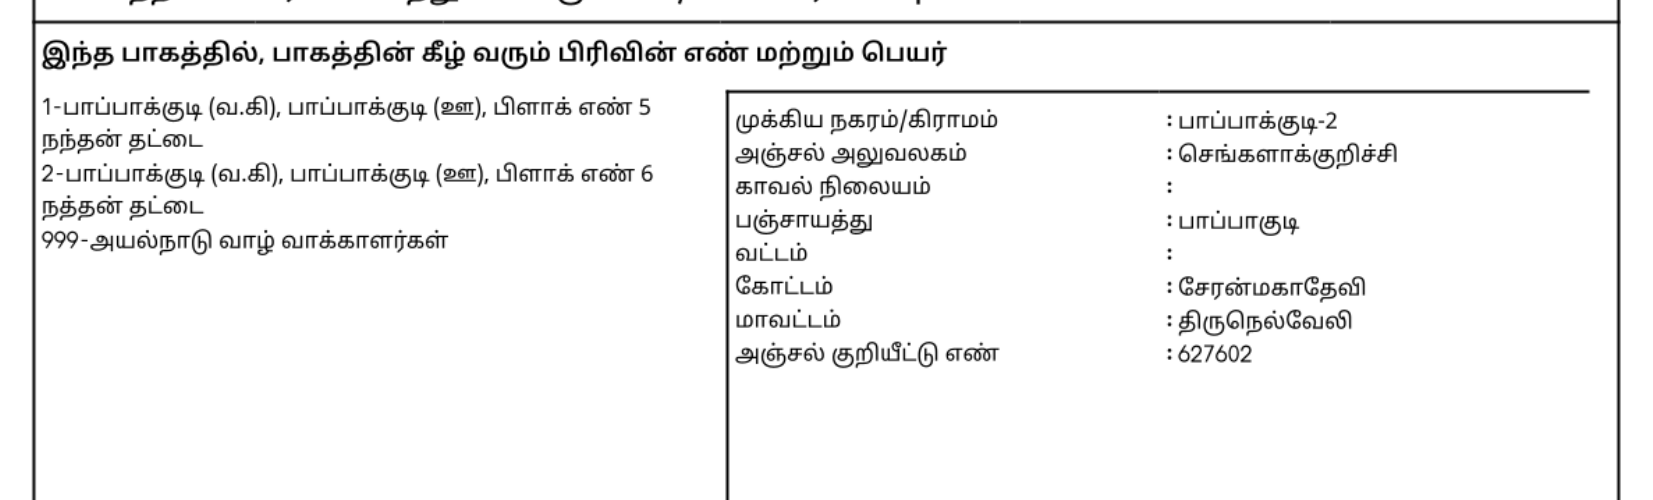 இந்த பாகத்தில், பாகத்தின் கீழ் வரும் பிரிவின் எண் மற்றும் பெயர்
1-பாப்பாக்குடி (வ.கி), பாப்பாக்குடி (ஊ), பிளாக் எண் 5
நந்தன் தட்டை
2-பாப்பாக்குடி (வ.கி), பாப்பாக்குடி (ஊ), பிளாக் எண் 6
நத்தன் தட்டை
999-அயல்நாடு வாழ் வாக்காளர்கள்
முக்கிய நகரம்/கிராமம் : பாப்பாக்குடி-2
அஞ்சல் அலுவலகம் : செங்களாக்குறிச்சி
காவல் நிலையம் :
பஞ்சாயத்து : பாப்பாகுடி
வட்டம் :
கோட்டம் : சேரன்மகாதேவி
மாவட்டம் : திருநெல்வேலி
அஞ்சல் குறியீட்டு எண் : 627602